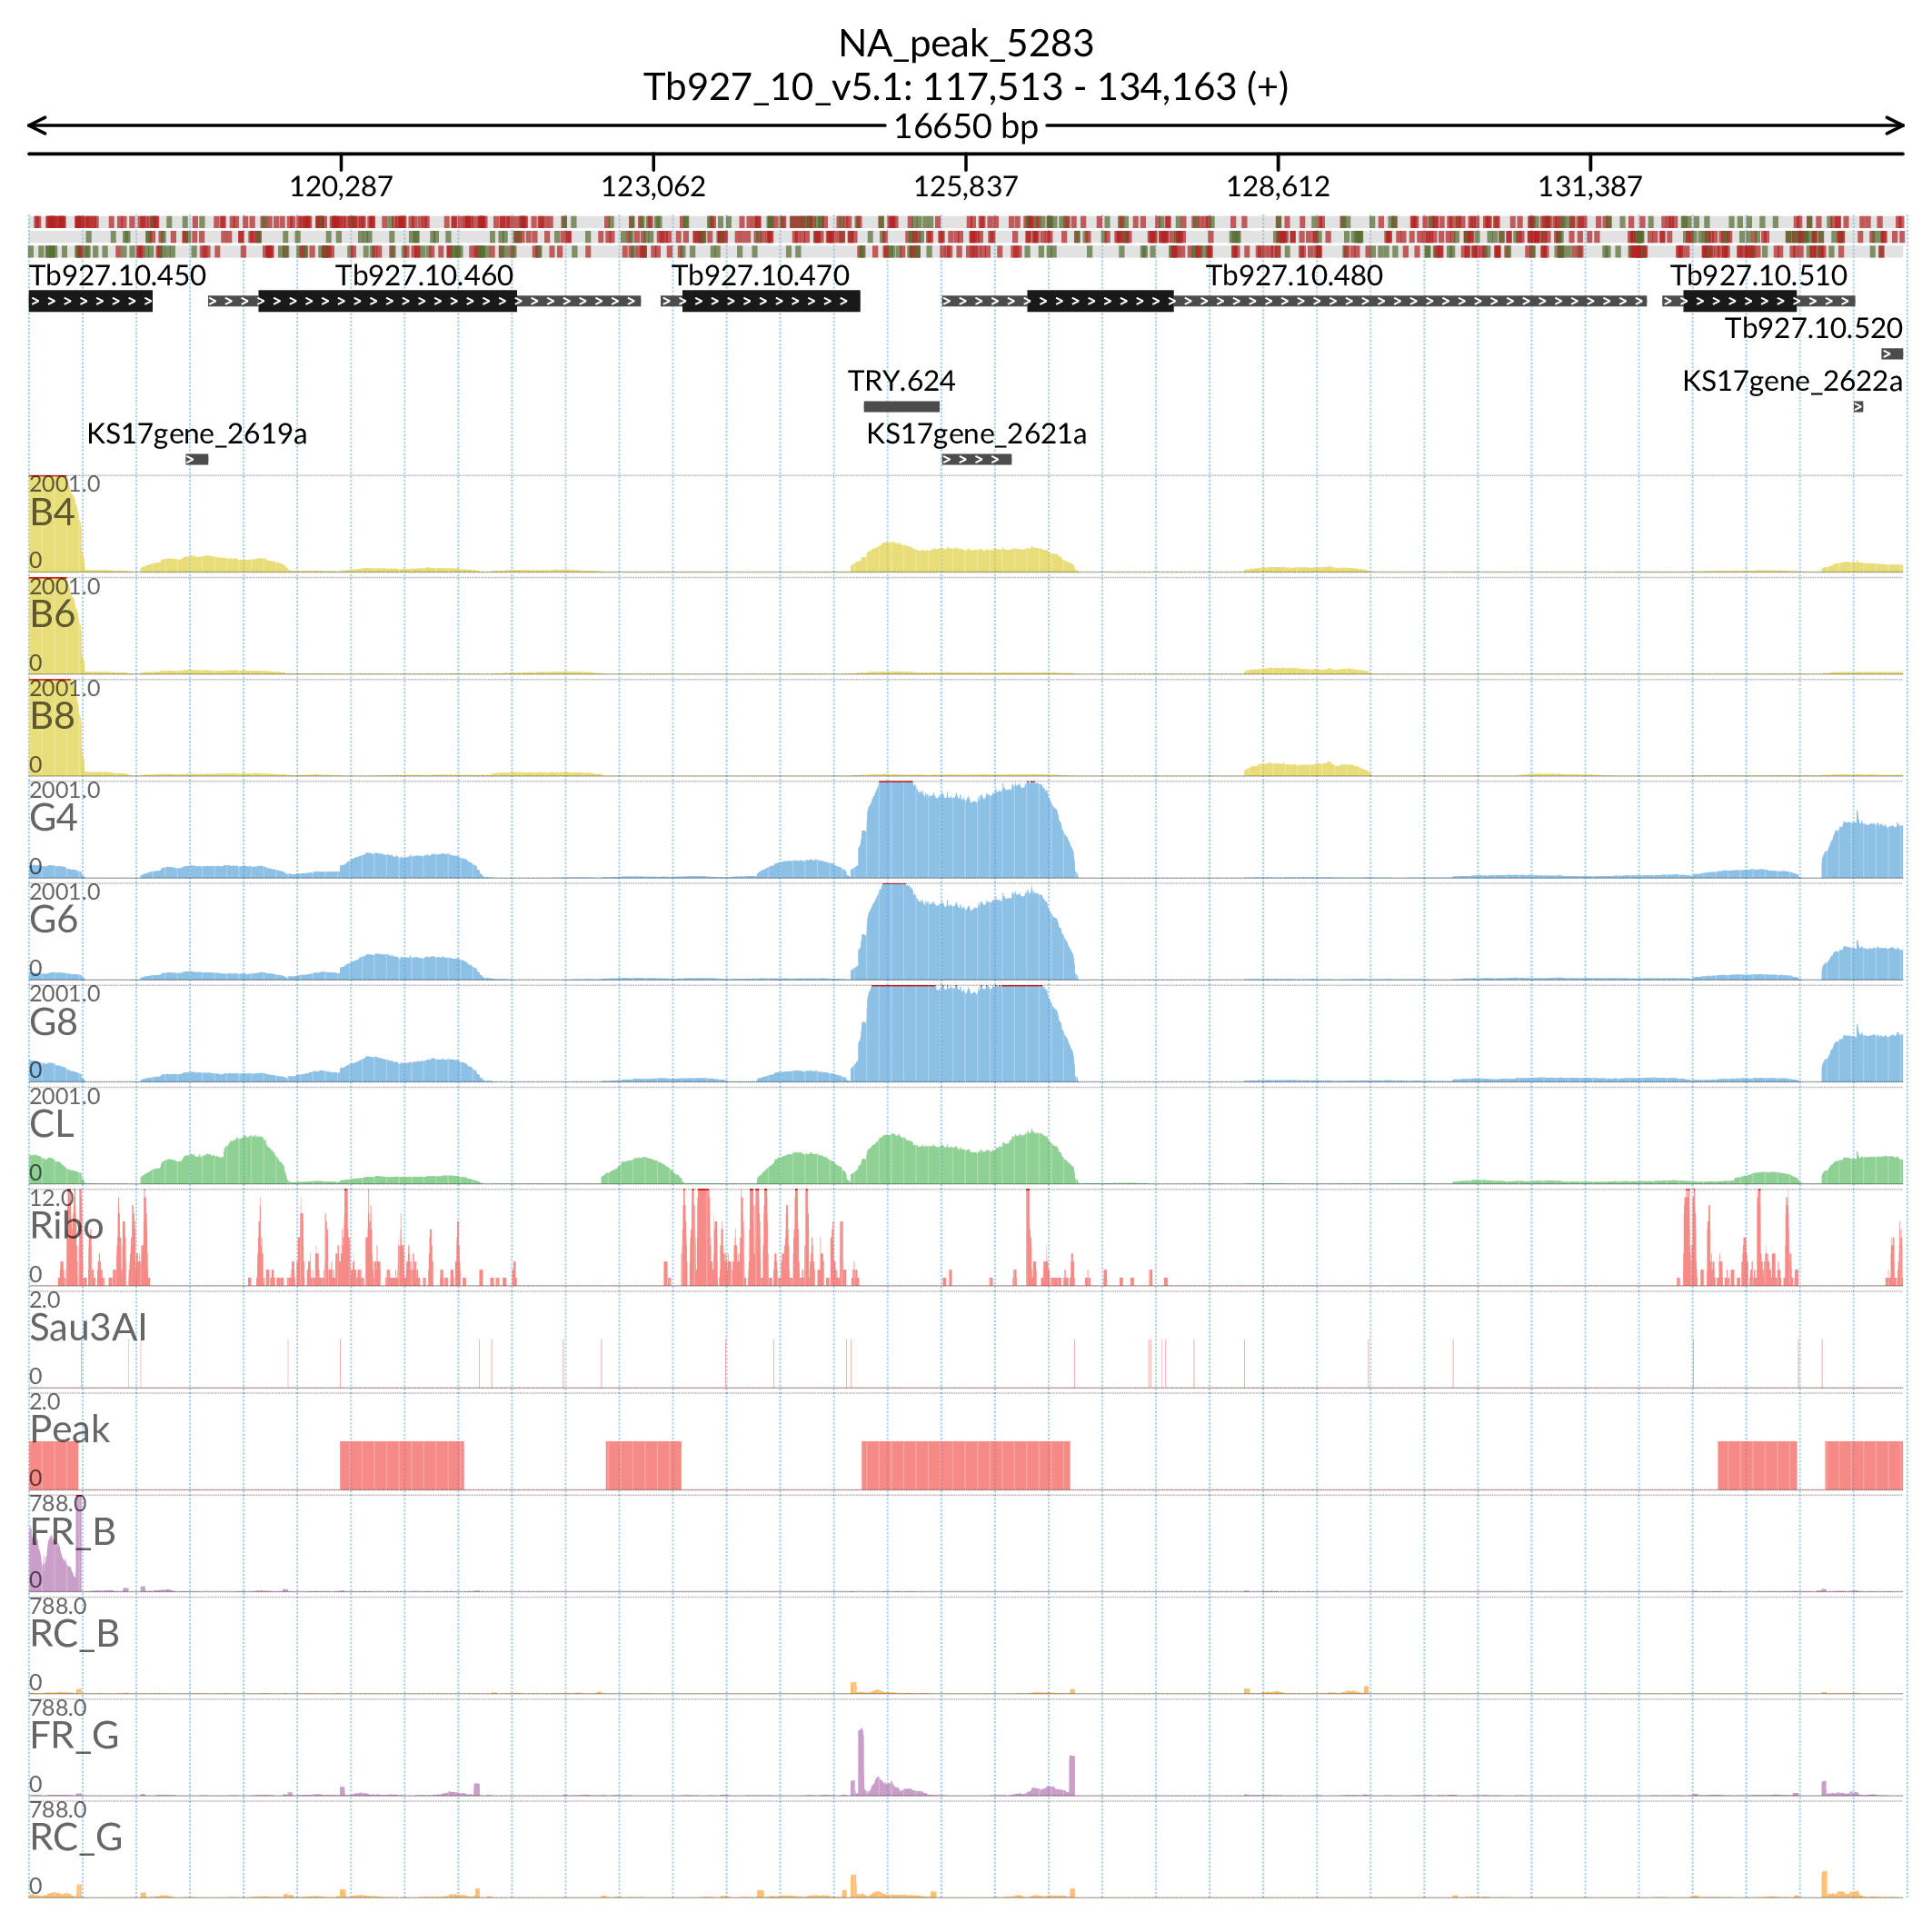 NA_peak_5283
Tb927_10_v5.1: 117,513 - 134,163 (+)
16650 bp
120,287 123,062 125,837 128,612 131,387
Tb927.10.450 Tb927.10.460 Tb927.10.470 Tb927.10.480 Tb927.10.510
Tb927.10.520
TRY.624 KS17gene_2622a
KS17gene_2619a KS17gene_2621a
2001.0
B4
0
2001.0
B6
0
2001.0
B8
0
2001.0
G4
0
2001.0
G6
0
2001.0
G8
0
2001.0
CL
0
12.0
Ribo
0
2.0
Sau3AI
0
2.0
Peak
0
788.0
FR_B
0
788.0
RC_B
0
788.0
FR_G
0
788.0
RC_G
0